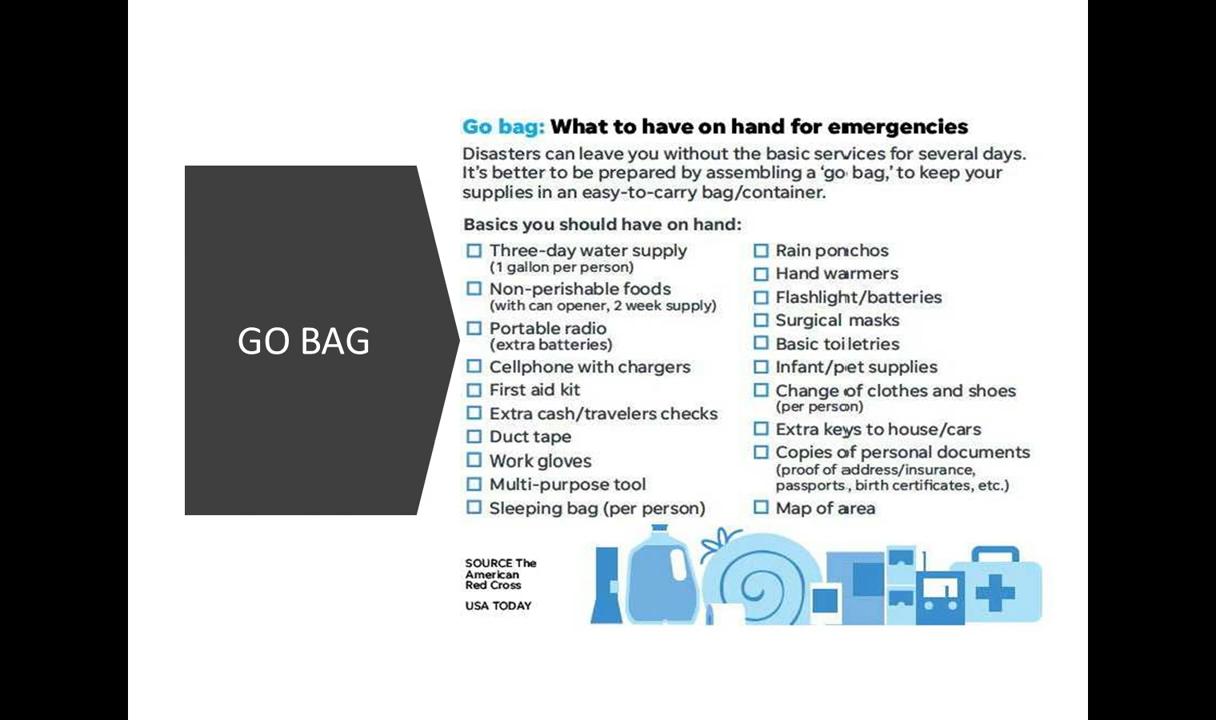 GO BAG
Go bag: What to have on hand for emergencies
Disasters can leave you without the basic services for several days.
It's better to be prepared by assembling a 'go bag,' to keep your
supplies in an easy-to-carry bag/container.
Basics you should have on hand:
Three-day water supply
(1 gallon per person)
Non-perishable foods
(with can opener, 2 week supply)
Portable radio
(extra batteries)
Cellphone with chargers
First aid kit
Extra cash/travelers checks
Duct tape
Work gloves
Multi-purpose tool
Sleeping bag (per person)
Rain ponchos
Hand warmers
Flashlight/batteries
Surgical masks
Basic toiletries
Infant/pet supplies
Change of clothes and shoes
(per person)
Extra keys to house/cars
Copies of personal documents
(proof of address/insurance,
passports, birth certificates, etc.)
Map of area
SOURCE The
American
Red Cross
USA TODAY